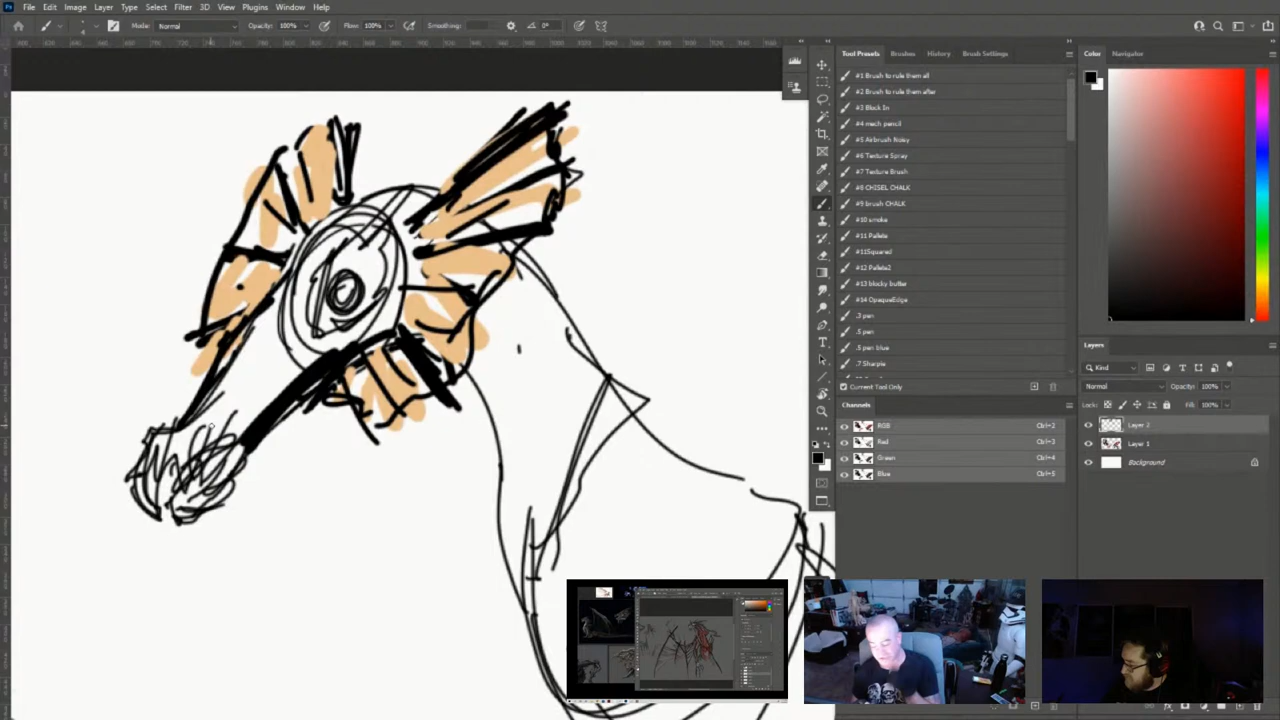 Ps File Edit Image Layer Type Select Filter 3D View Plugins Window Help
Mode: Normal Opacity: 100% Flow: 100% Smoothing: 0°
Tool Presets Brushes History Brush Settings
#1 Brush to rule them all
#2 Brush to rule them after
#3 Block In
#4 mech pencil
#5 Airbrush Noisy
#6 Texture Spray
#7 Texture Brush
#8 CHISEL CHALK
#9 brush CHALK
#10 smoke
#11 Pallete
#11Squared
#12 Pallete2
#13 blocky butter
#14 OpaqueEdge
.3 pen
.5 pen
.5 pen blue
.7 Sharpie
Current Tool Only
Channels
RGB Ctrl+2
Red Ctrl+3
Green Ctrl+4
Blue Ctrl+5
Color Navigator
Layers
Kind
Normal Opacity: 100%
Lock: Fill: 100%
Layer 2
Layer 1
Background